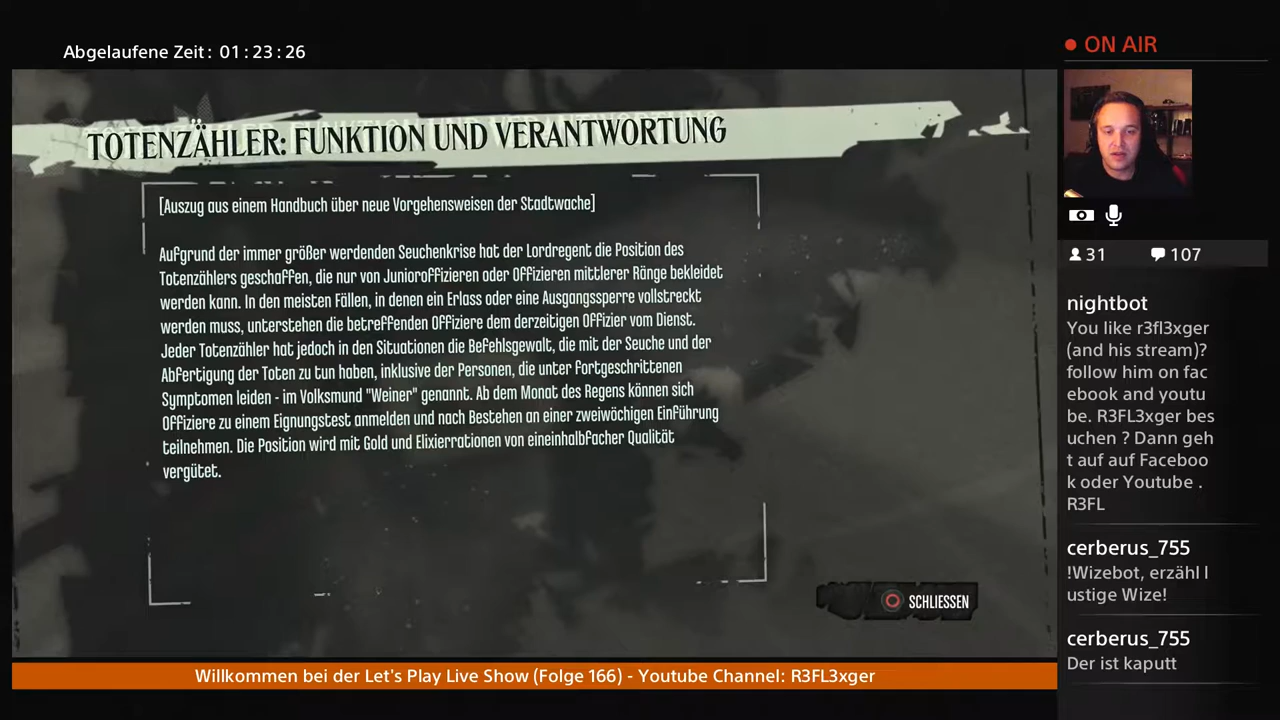 Abgelaufene Zeit: 01:23:26
ON AIR
TOTENZÄHLER: FUNKTION UND VERANTWORTUNG
[Auszug aus einem Handbuch über neue Vorgehensweisen der Stadtwache]
Aufgrund der immer größer werdenden Seuchenkrise hat der Lordregent die Position des
Totenzählers geschaffen, die nur von Junioroffizieren oder Offizieren mittlerer Ränge bekleidet
werden kann. In den meisten Fällen, in denen ein Erlass oder eine Ausgangssperre vollstreckt
werden muss, unterstehen die betreffenden Offiziere dem derzeitigen Offizier vom Dienst.
Jeder Totenzähler hat jedoch in den Situationen die Befehlsgewalt, die mit der Seuche und der
Abfertigung der Toten zu tun haben, inklusive der Personen, die unter fortgeschrittenen
Symptomen leiden - im Volksmund "Weiner" genannt. Ab dem Monat des Regens können sich
Offiziere zu einem Eignungstest anmelden und nach Bestehen an einer zweiwöchigen Einführung
teilnehmen. Die Position wird mit Gold und Elixierrationen von eineinhalbfacher Qualität
vergütet.
SCHLIESSEN
Willkommen bei der Let's Play Live Show (Folge 166) - Youtube Channel: R3FL3xger
31 107
nightbot
You like r3fl3xger
(and his stream)?
follow him on fac
ebook and youtu
be. R3FL3xger bes
uchen ? Dann geh
t auf auf Faceboo
k oder Youtube .
R3FL
cerberus_755
!Wizebot, erzähl l
ustige Wize!
cerberus_755
Der ist kaputt